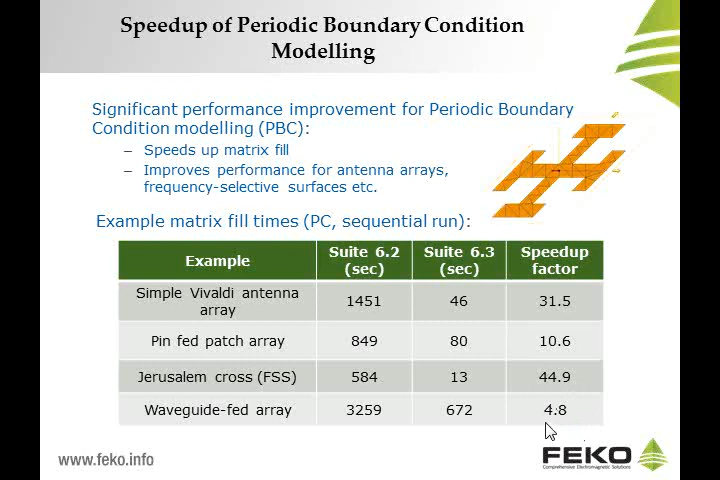 Speedup of Periodic Boundary Condition
Modelling
Significant performance improvement for Periodic Boundary
Condition modelling (PBC):
– Speeds up matrix fill
– Improves performance for antenna arrays,
frequency-selective surfaces etc.
Example matrix fill times (PC, sequential run):
Example Suite 6.2 (sec) Suite 6.3 (sec) Speedup factor
Simple Vivaldi antenna array 1451 46 31.5
Pin fed patch array 849 80 10.6
Jerusalem cross (FSS) 584 13 44.9
Waveguide-fed array 3259 672 4.8
www.feko.info
FEKO
Comprehensive Electromagnetic Solutions